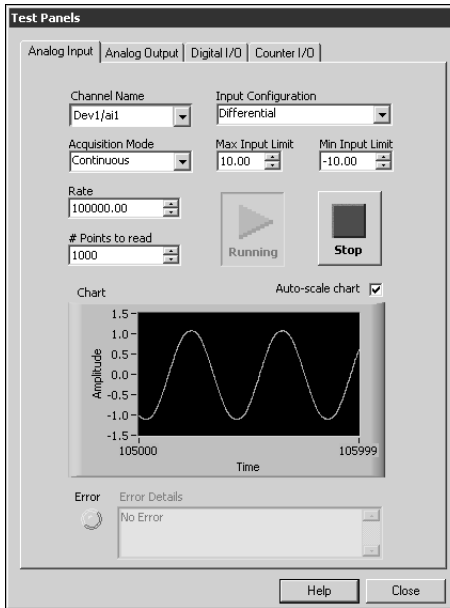 Test Panels
Analog Input Analog Output Digital I/O Counter I/O
Channel Name Input Configuration
Dev1/ai1 Differential
Acquisition Mode Max Input Limit Min Input Limit
Continuous 10.00 -10.00
Rate
100000.00
# Points to read
1000
Running Stop
Chart Auto-scale chart
1.5
1.0
0.5
0.0
-0.5
-1.0
-1.5
Amplitude
105000 105999
Time
Error Error Details
No Error
Help Close